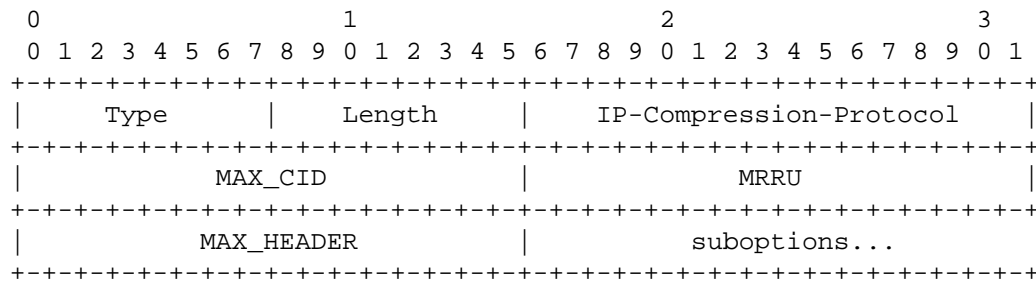 0                   1                   2                   3
0 1 2 3 4 5 6 7 8 9 0 1 2 3 4 5 6 7 8 9 0 1 2 3 4 5 6 7 8 9 0 1
+-+-+-+-+-+-+-+-+-+-+-+-+-+-+-+-+-+-+-+-+-+-+-+-+-+-+-+-+-+-+-+-+
|     Type      |    Length     |    IP-Compression-Protocol    |
+-+-+-+-+-+-+-+-+-+-+-+-+-+-+-+-+-+-+-+-+-+-+-+-+-+-+-+-+-+-+-+-+
|            MAX_CID            |             MRRU              |
+-+-+-+-+-+-+-+-+-+-+-+-+-+-+-+-+-+-+-+-+-+-+-+-+-+-+-+-+-+-+-+-+
|           MAX_HEADER          |          suboptions...
+-+-+-+-+-+-+-+-+-+-+-+-+-+-+-+-+-+-+-+-+-+-+-+-+-+-+-+-+-+-+-+-+